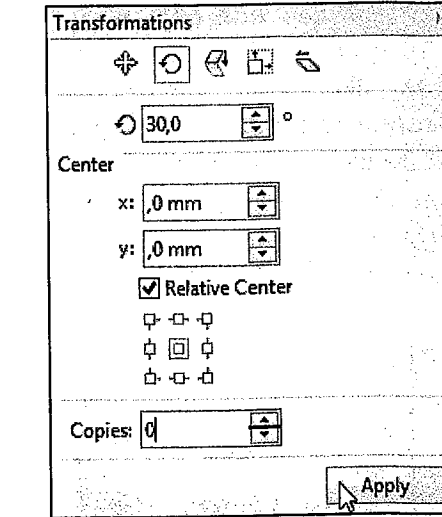 Transformations
30,0 °
Center
x: ,0 mm
y: ,0 mm
Relative Center
Copies: 0
Apply